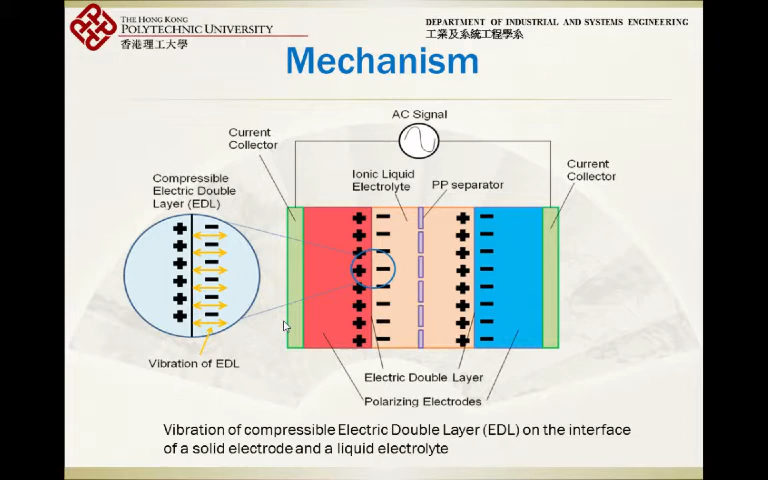 THE HONG KONG
POLYTECHNIC UNIVERSITY
香港理工大學
DEPARTMENT OF INDUSTRIAL AND SYSTEMS ENGINEERING
工業及系統工程學系
Mechanism
AC Signal
Current
Collector
Ionic Liquid
Electrolyte
PP separator
Current
Collector
Compressible
Electric Double
Layer (EDL)
Vibration of EDL
Electric Double Layer
Polarizing Electrodes
Vibration of compressible Electric Double Layer (EDL) on the interface
of a solid electrode and a liquid electrolyte